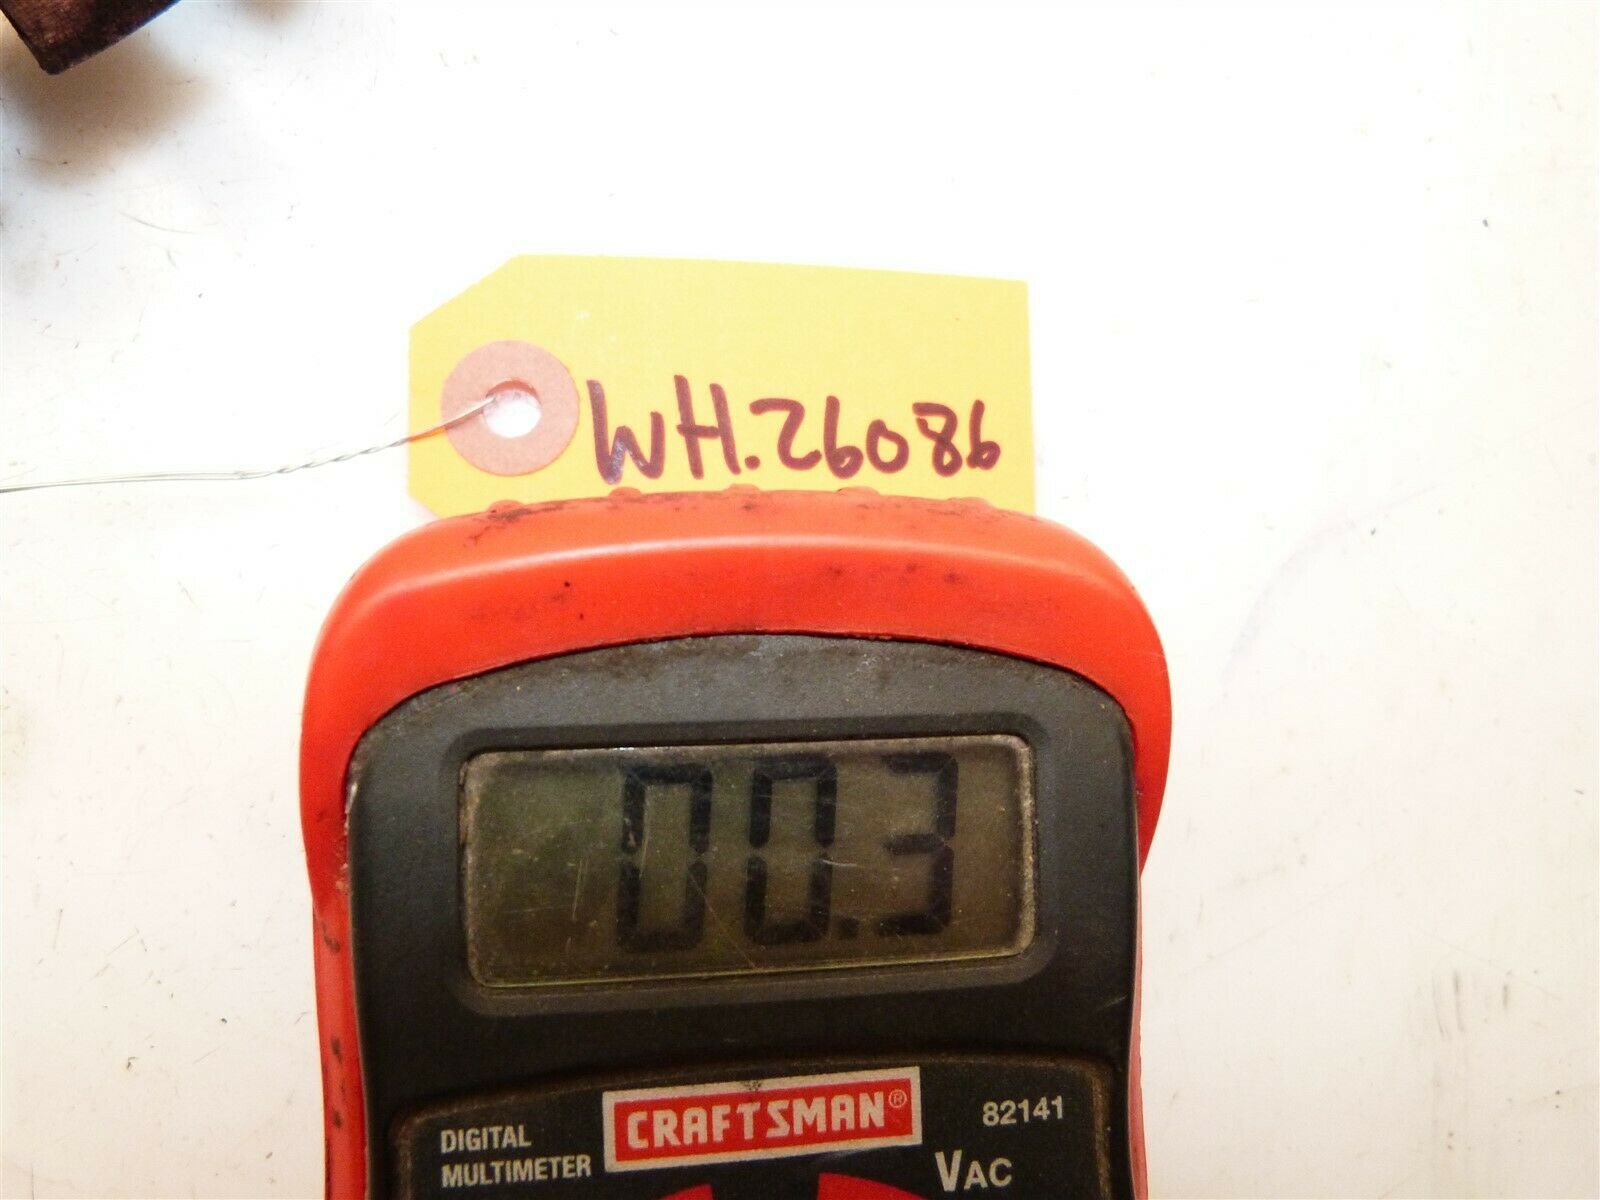 WH.26086
00.3
CRAFTSMAN®
82141
DIGITAL
MULTIMETER
VAC